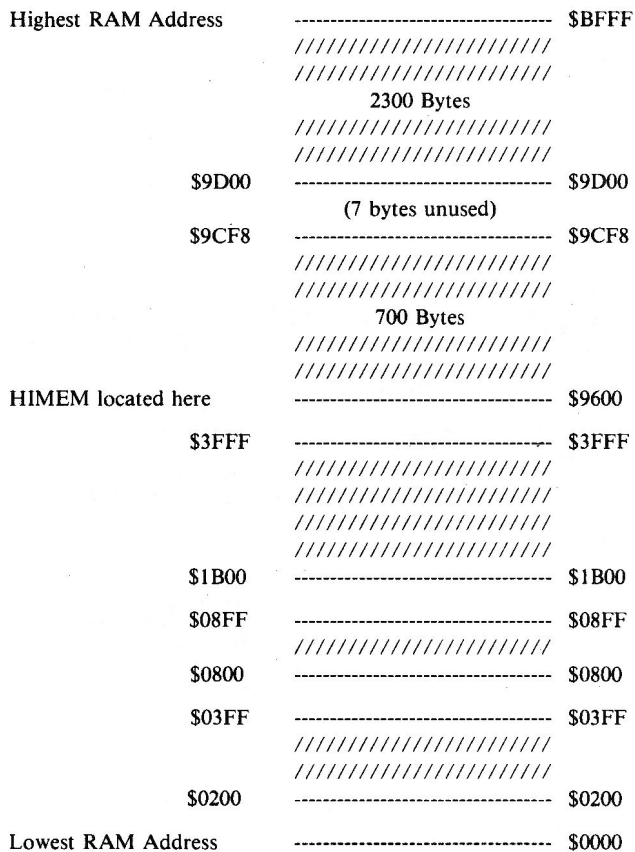 Highest RAM Address ------------------------------ $BFFF
///////////////////////
///////////////////////
2300 Bytes
///////////////////////
///////////////////////
$9D00 ------------------------------ $9D00
(7 bytes unused)
$9CF8 ------------------------------ $9CF8
///////////////////////
///////////////////////
700 Bytes
///////////////////////
///////////////////////
HIMEM located here ------------------------------ $9600
$3FFF ------------------------------ $3FFF
///////////////////////
///////////////////////
///////////////////////
///////////////////////
$1B00 ------------------------------ $1B00
$08FF ------------------------------ $08FF
///////////////////////
$0800 ------------------------------ $0800
$03FF ------------------------------ $03FF
///////////////////////
///////////////////////
$0200 ------------------------------ $0200
Lowest RAM Address ------------------------------ $0000